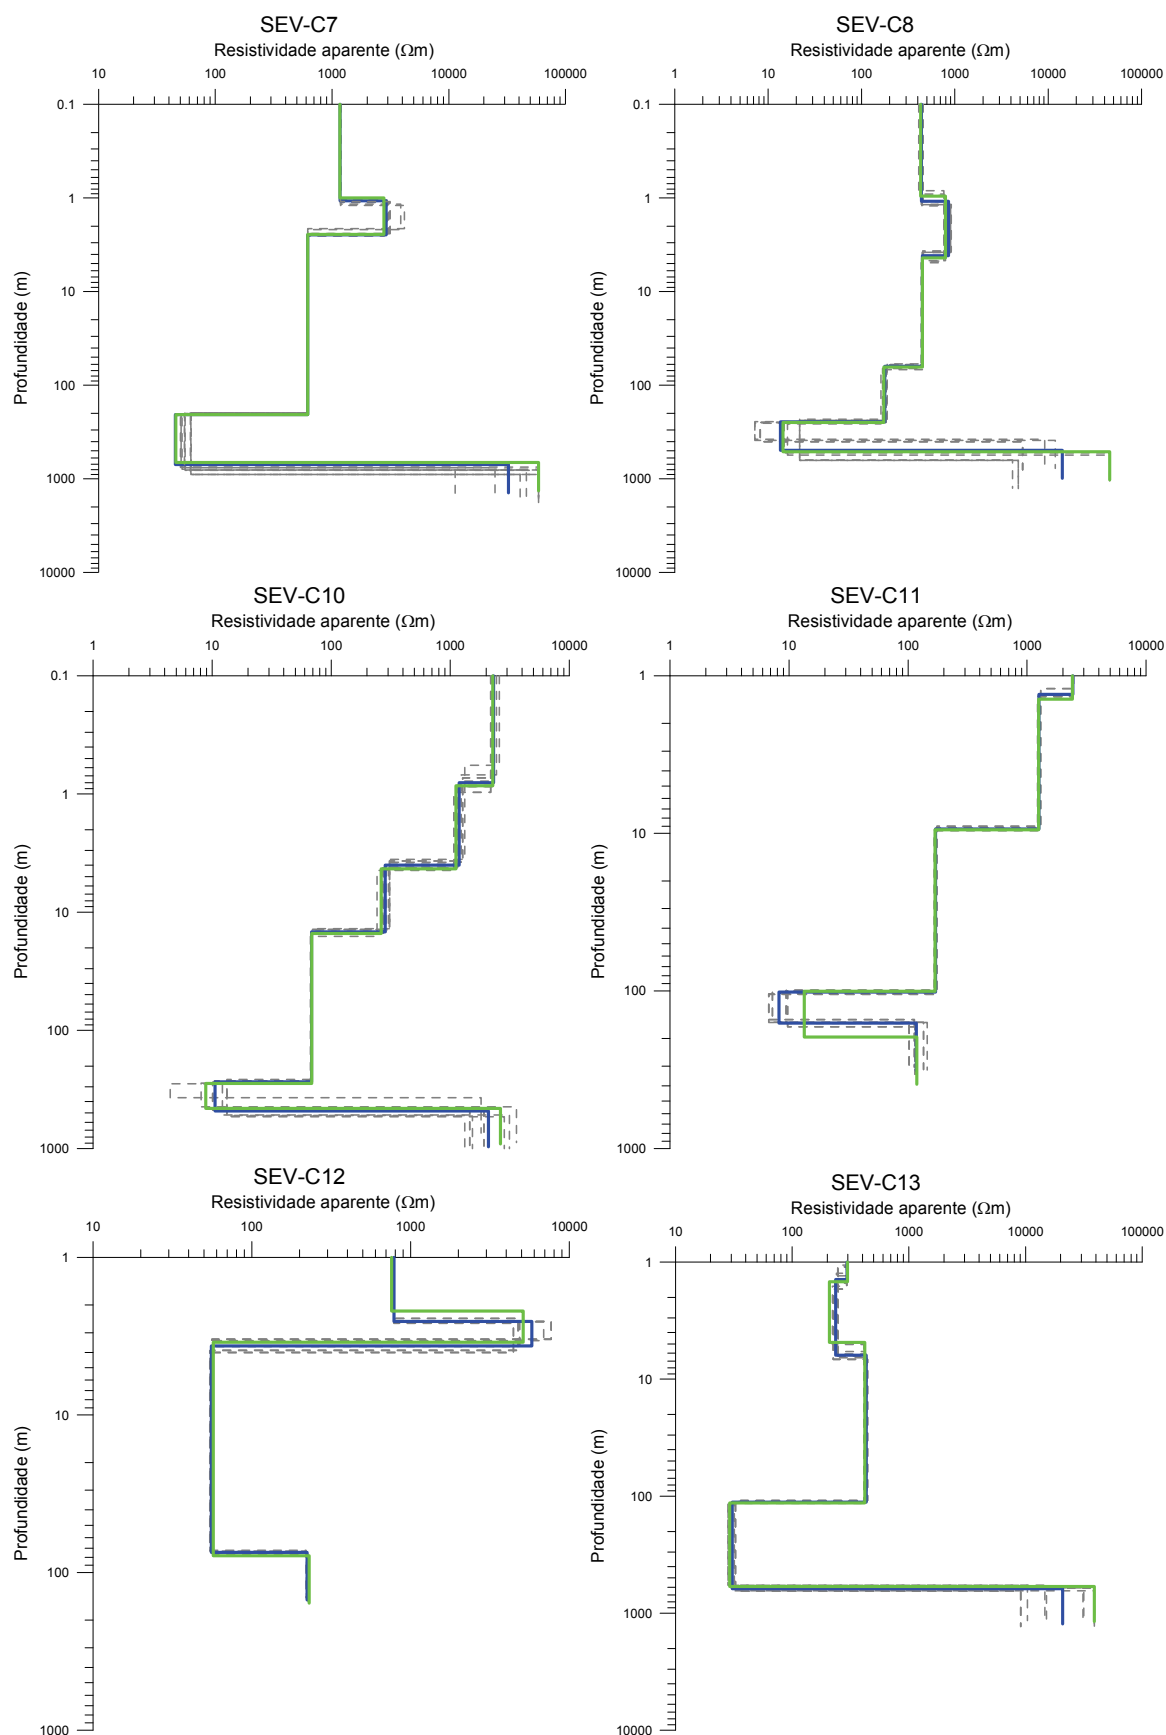 SEV-C7
Resistividade aparente (Ωm)
10 100 1000 10000 100000
0.1
1
10
100
1000
10000
Profundidade (m)
SEV-C8
Resistividade aparente (Ωm)
1 10 100 1000 10000 100000
0.1
1
10
100
1000
10000
Profundidade (m)
SEV-C10
Resistividade aparente (Ωm)
1 10 100 1000 10000
0.1
1
10
100
1000
Profundidade (m)
SEV-C11
Resistividade aparente (Ωm)
1 10 100 1000 10000
1
10
100
1000
Profundidade (m)
SEV-C12
Resistividade aparente (Ωm)
10 100 1000 10000
1
10
100
1000
Profundidade (m)
SEV-C13
Resistividade aparente (Ωm)
10 100 1000 10000 100000
1
10
100
1000
10000
Profundidade (m)